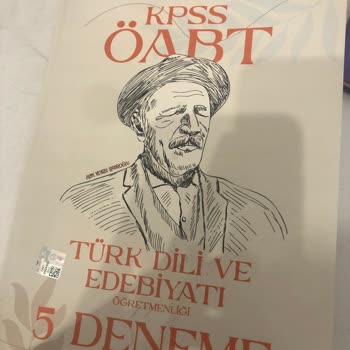 KPSS
ÖABT
TÜRK DİLİ VE
EDEBİYATI
ÖĞRETMENLİĞİ
5 DENEME